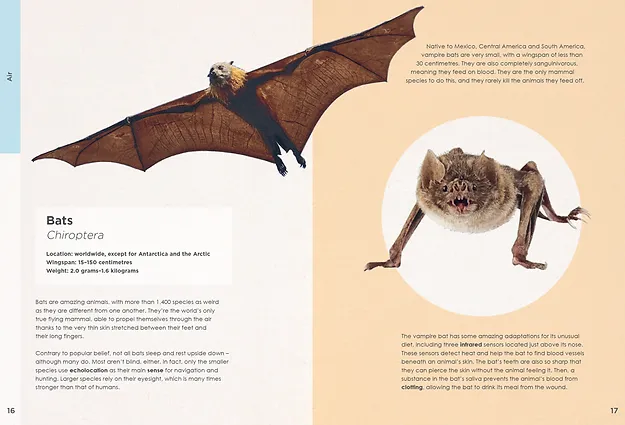 Air
Native to Mexico, Central America and South America,
vampire bats are very small, with a wingspan of less than
30 centimetres. They are also completely sanguinivorous,
meaning they feed on blood. They are the only mammal
species to do this, and they rarely kill the animals they feed off.
Bats
Chiroptera
Location: worldwide, except for Antarctica and the Arctic
Wingspan: 15–150 centimetres
Weight: 2.0 grams–1.6 kilograms
Bats are amazing animals, with more than 1,400 species as weird
as they are different from one another. They're the world's only
true flying mammal, able to propel themselves through the air
thanks to the very thin skin stretched between their feet and
their long fingers.
Contrary to popular belief, not all bats sleep and rest upside down –
although many do. Most aren't blind, either. In fact, only the smaller
species use echolocation as their main sense for navigation and
hunting. Larger species rely on their eyesight, which is many times
stronger than that of humans.
The vampire bat has some amazing adaptations for its unusual
diet, including three infrared sensors located just above its nose.
These sensors detect heat and help the bat to find blood vessels
beneath an animal's skin. The bat's teeth are also so sharp that
they can pierce the skin without the animal feeling it. Then, a
substance in the bat's saliva prevents the animal's blood from
clotting, allowing the bat to drink its meal from the wound.
16
17